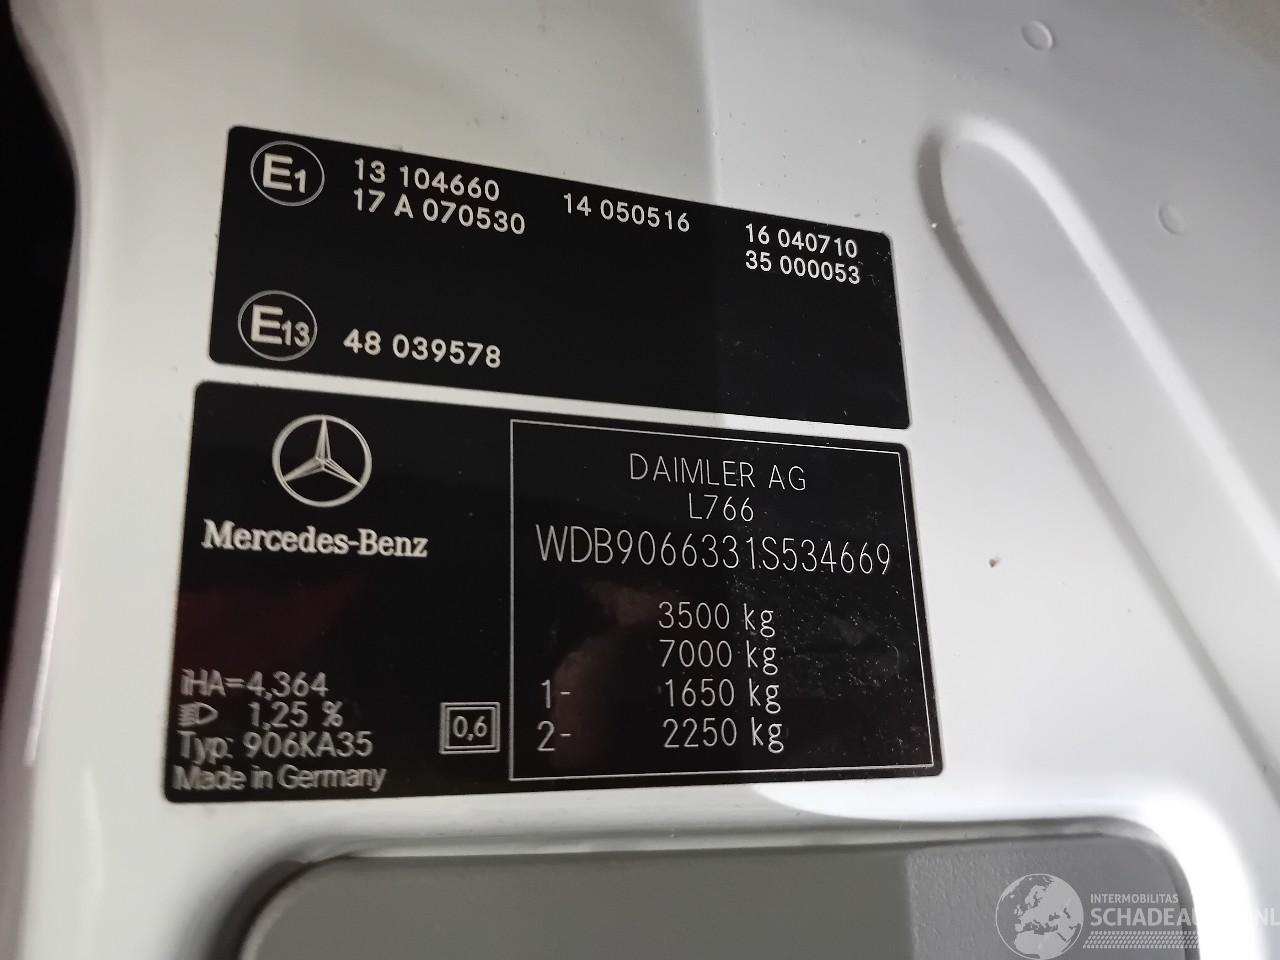 E1 13 104660 14 050516 16 040710
17 A 070530 35 000053
E13 48 039578
Mercedes-Benz
DAIMLER AG
L766
WDB9066331S534669
3500 kg
7000 kg
1- 1650 kg
2- 2250 kg
iHA=4,364
1,25 %
Typ: 906KA35
Made in Germany
0,6
INTERMOBILITAS